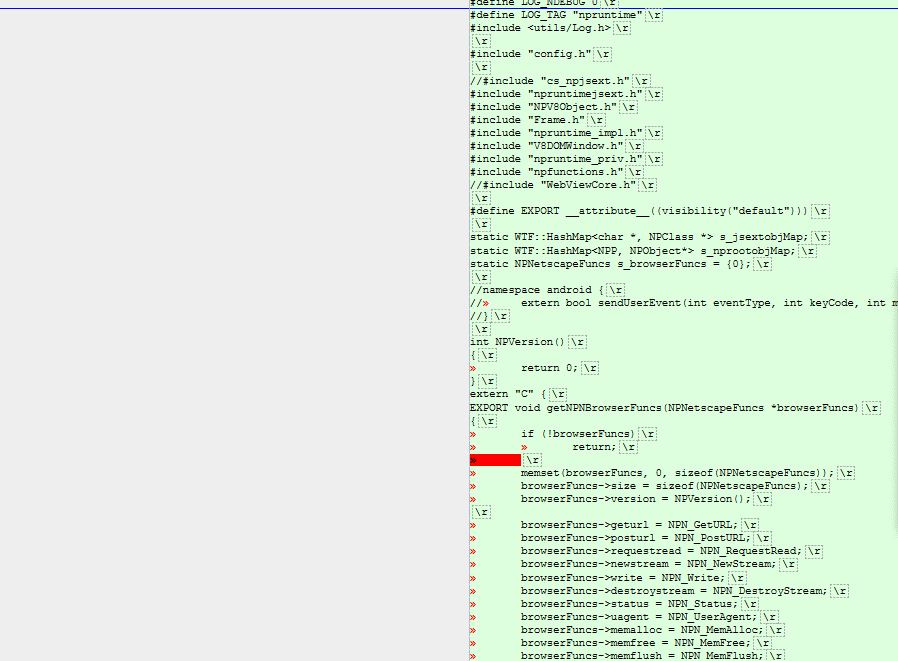 #define LOG_NDEBUG 0\r
#define LOG_TAG "npruntime"\r
#include <utils/Log.h>\r
\r
#include "config.h"\r
\r
//#include "cs_npjsext.h"\r
#include "npruntimejsext.h"\r
#include "NPV8Object.h"\r
#include "Frame.h"\r
#include "npruntime_impl.h"\r
#include "V8DOMWindow.h"\r
#include "npruntime_priv.h"\r
#include "npfunctions.h"\r
//#include "WebViewCore.h"\r
\r
#define EXPORT __attribute__((visibility("default")))\r
\r
static WTF::HashMap<char *, NPClass *> s_jsextobjMap;\r
static WTF::HashMap<NPP, NPObject*> s_nprootobjMap;\r
static NPNetscapeFuncs s_browserFuncs = {0};\r
\r
//namespace android {\r
//» extern bool sendUserEvent(int eventType, int keyCode, int m
//}\r
\r
int NPVersion()\r
{\r
» return 0;\r
}\r
extern "C" {\r
EXPORT void getNPNBrowserFuncs(NPNetscapeFuncs *browserFuncs)\r
{\r
» if (!browserFuncs)\r
» » return;\r
» \r
» memset(browserFuncs, 0, sizeof(NPNetscapeFuncs));\r
» browserFuncs->size = sizeof(NPNetscapeFuncs);\r
» browserFuncs->version = NPVersion();\r
\r
» browserFuncs->geturl = NPN_GetURL;\r
» browserFuncs->posturl = NPN_PostURL;\r
» browserFuncs->requestread = NPN_RequestRead;\r
» browserFuncs->newstream = NPN_NewStream;\r
» browserFuncs->write = NPN_Write;\r
» browserFuncs->destroystream = NPN_DestroyStream;\r
» browserFuncs->status = NPN_Status;\r
» browserFuncs->uagent = NPN_UserAgent;\r
» browserFuncs->memalloc = NPN_MemAlloc;\r
» browserFuncs->memfree = NPN_MemFree;\r
» browserFuncs->memflush = NPN_MemFlush;\r